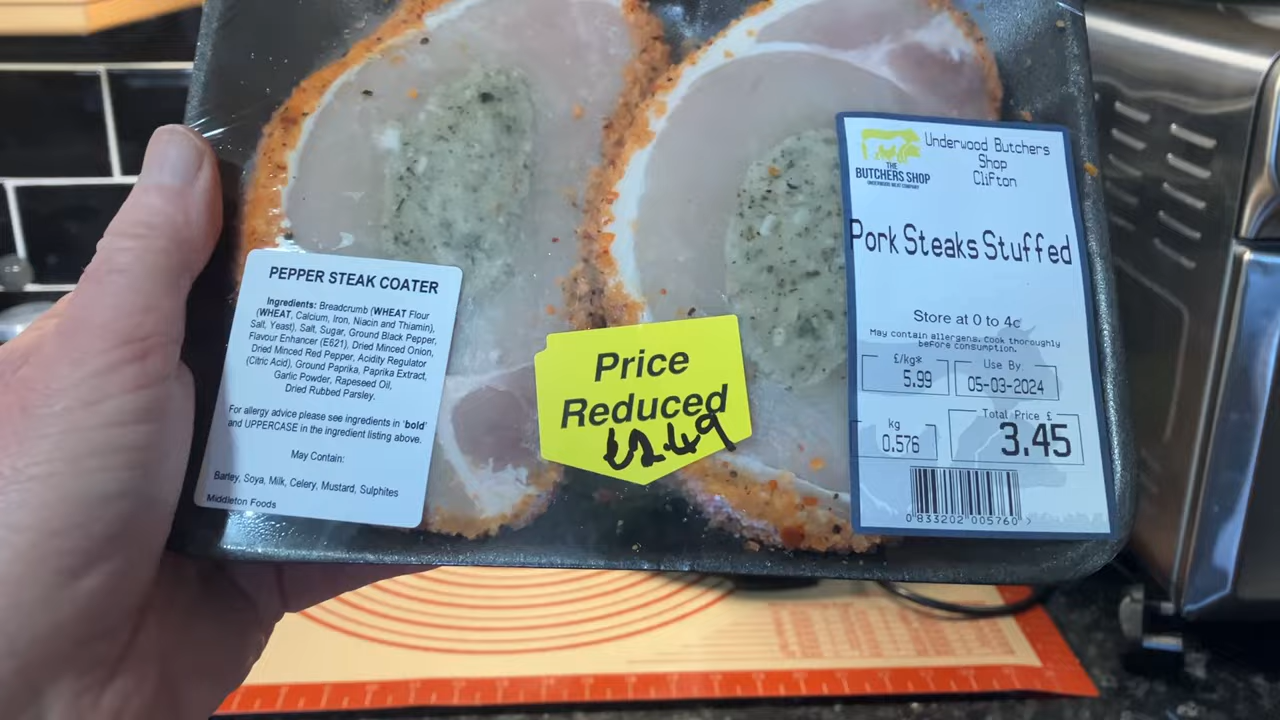 PEPPER STEAK COATER
Ingredients: Breadcrumb (WHEAT Flour
(WHEAT, Calcium, Iron, Niacin and Thiamin),
Salt, Yeast), Salt, Sugar, Ground Black Pepper,
Flavour Enhancer (E621), Dried Minced Onion,
Dried Minced Red Pepper, Acidity Regulator
(Citric Acid), Ground Paprika, Paprika Extract,
Garlic Powder, Rapeseed Oil,
Dried Rubbed Parsley.
For allergy advice please see ingredients in 'bold'
and UPPERCASE in the ingredient listing above.
May Contain:
Barley, Soya, Milk, Celery, Mustard, Sulphites
Middleton Foods
Price
Reduced
£2.49
THE
BUTCHERS SHOP
UNDERWOOD MEAT COMPANY
Underwood Butchers
Shop
Clifton
Pork Steaks Stuffed
Store at 0 to 4c
May contain allergens. Cook thoroughly
before consumption.
£/kg*
5.99
Use By.
05-03-2024
kg
0.576
Total Price £
3.45
0 833202 005760 >